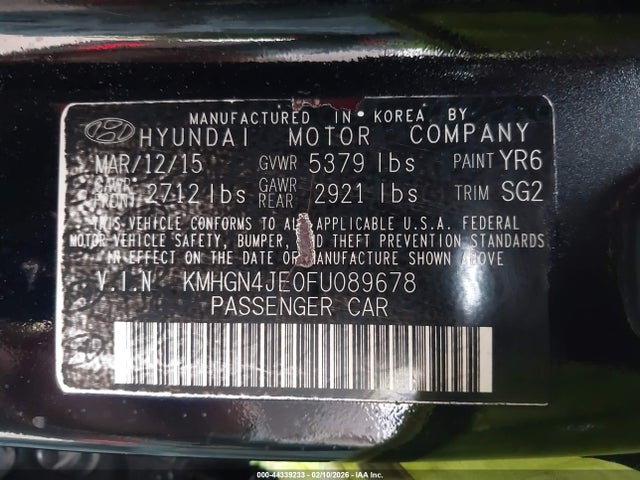 MANUFACTURED IN KOREA BY
HYUNDAI MOTOR COMPANY
MAR/12/15 GVWR 5379 lbs PAINT YR6
GAWR FRONT 2712 lbs GAWR REAR 2921 lbs TRIM SG2
THIS VEHICLE CONFORMS TO ALL APPLICABLE U.S.A. FEDERAL
MOTOR VEHICLE SAFETY, BUMPER, AND THEFT PREVENTION STANDARDS
IN EFFECT ON THE DATE OF MANUFACTURE SHOWN ABOVE
V.I.N KMHGN4JE0FU089678
PASSENGER CAR
000-44339233 - 02/10/2026 - IAA Inc.